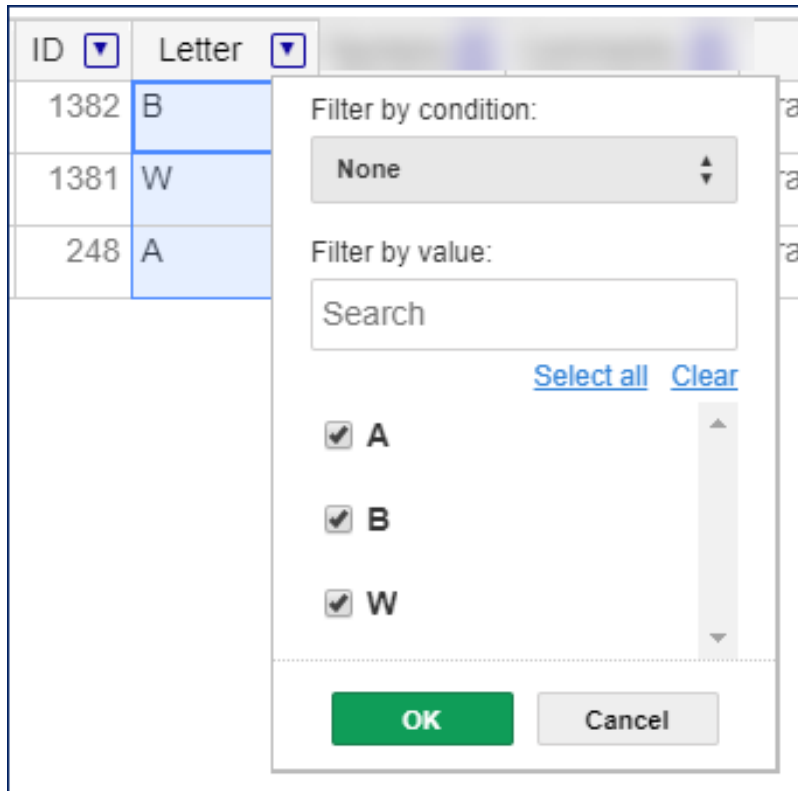 ID Letter
1382 B
1381 W
248 A
Filter by condition:
None
Filter by value:
Search
Select all Clear
A
B
W
OK Cancel